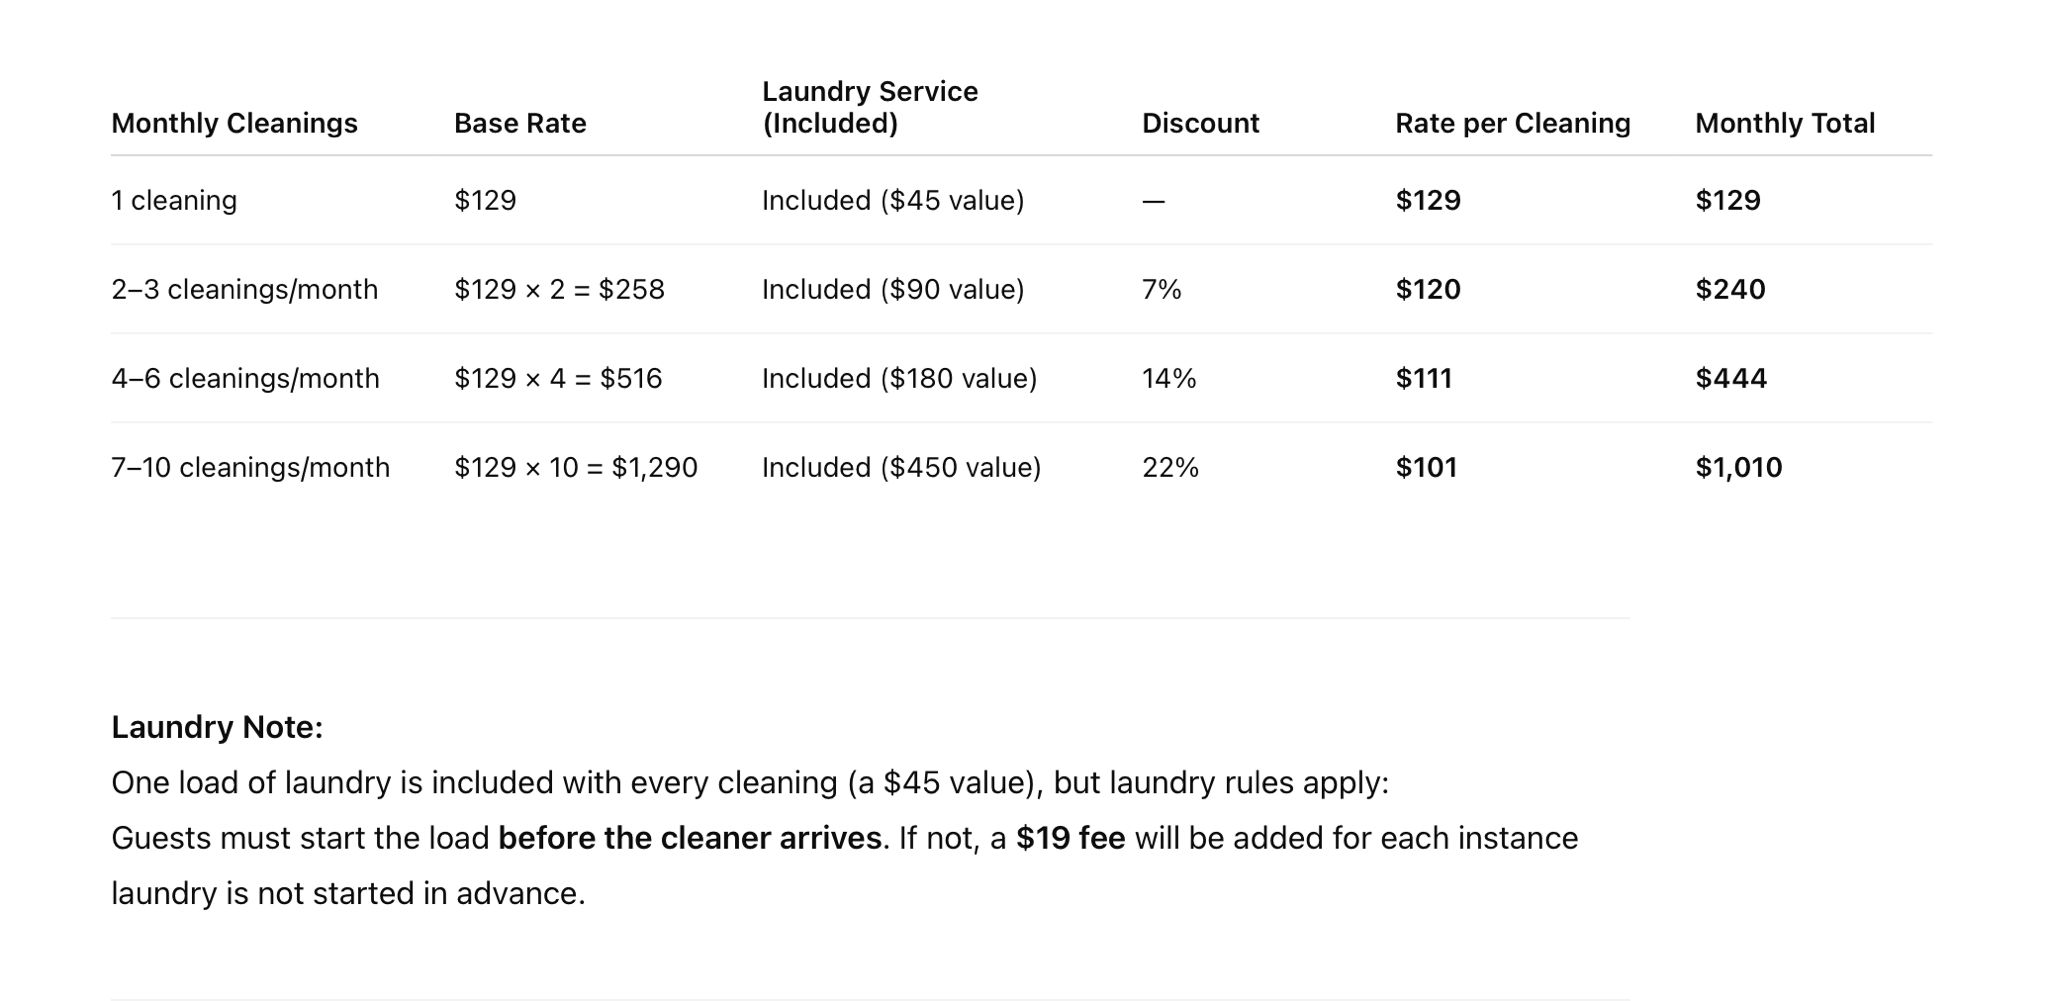 Monthly Cleanings Base Rate Laundry Service (Included) Discount Rate per Cleaning Monthly Total
1 cleaning $129 Included ($45 value) — $129 $129
2–3 cleanings/month $129 × 2 = $258 Included ($90 value) 7% $120 $240
4–6 cleanings/month $129 × 4 = $516 Included ($180 value) 14% $111 $444
7–10 cleanings/month $129 × 10 = $1,290 Included ($450 value) 22% $101 $1,010
Laundry Note:
One load of laundry is included with every cleaning (a $45 value), but laundry rules apply:
Guests must start the load before the cleaner arrives. If not, a $19 fee will be added for each instance
laundry is not started in advance.